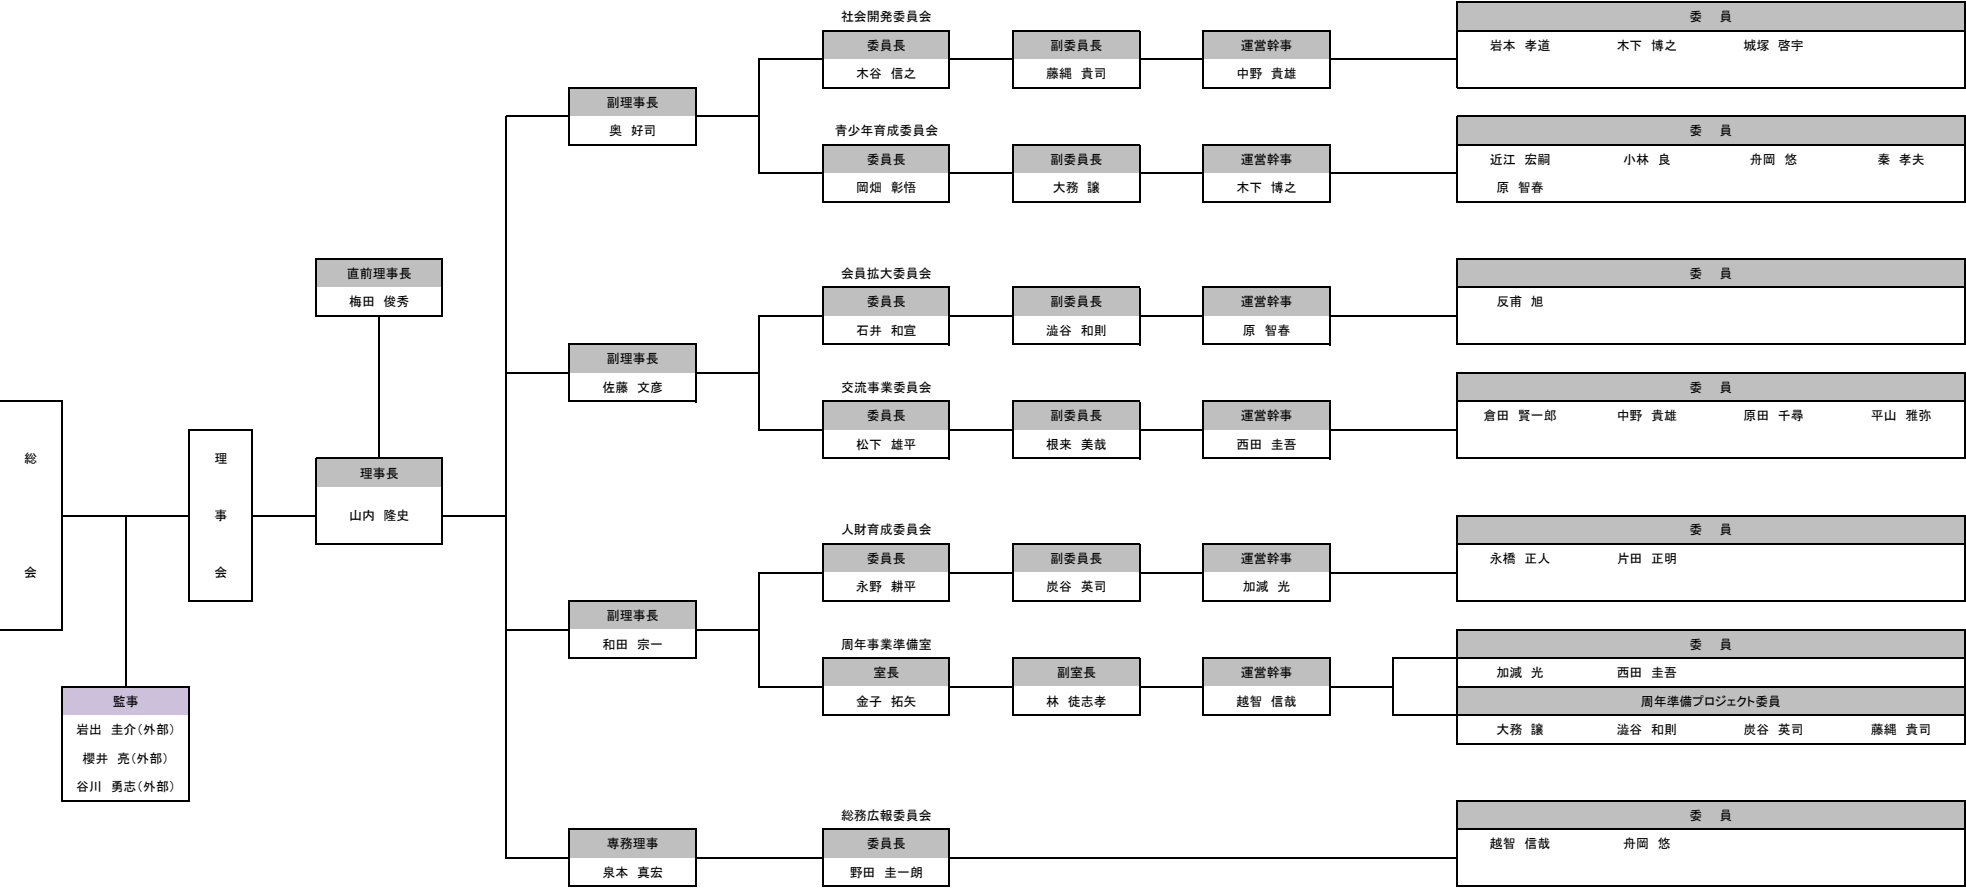 総
会
監事
岩出 圭介(外部)
櫻井 亮(外部)
谷川 勇志(外部)
理
事
会
直前理事長
梅田 俊秀
理事長
山内 隆史
副理事長
奥 好司
社会開発委員会
委員長
木谷 信之
副委員長
藤縄 貴司
運営幹事
中野 貴雄
委 員
岩本 孝道 木下 博之 城塚 啓宇
青少年育成委員会
委員長
岡畑 彰悟
副委員長
大務 譲
運営幹事
木下 博之
委 員
近江 宏嗣 小林 良 舟岡 悠 秦 孝夫
原 智春
副理事長
佐藤 文彦
会員拡大委員会
委員長
石井 和宣
副委員長
澁谷 和則
運営幹事
原 智春
委 員
反甫 旭
交流事業委員会
委員長
松下 雄平
副委員長
根来 美哉
運営幹事
西田 圭吾
委 員
倉田 賢一郎 中野 貴雄 原田 千尋 平山 雅弥
副理事長
和田 宗一
人財育成委員会
委員長
永野 耕平
副委員長
炭谷 英司
運営幹事
加減 光
委 員
永橋 正人 片田 正明
周年事業準備室
室長
金子 拓矢
副室長
林 徒志孝
運営幹事
越智 信哉
委 員
加減 光 西田 圭吾
周年準備プロジェクト委員
大務 譲 澁谷 和則 炭谷 英司 藤縄 貴司
専務理事
泉本 真宏
総務広報委員会
委員長
野田 圭一朗
委 員
越智 信哉 舟岡 悠